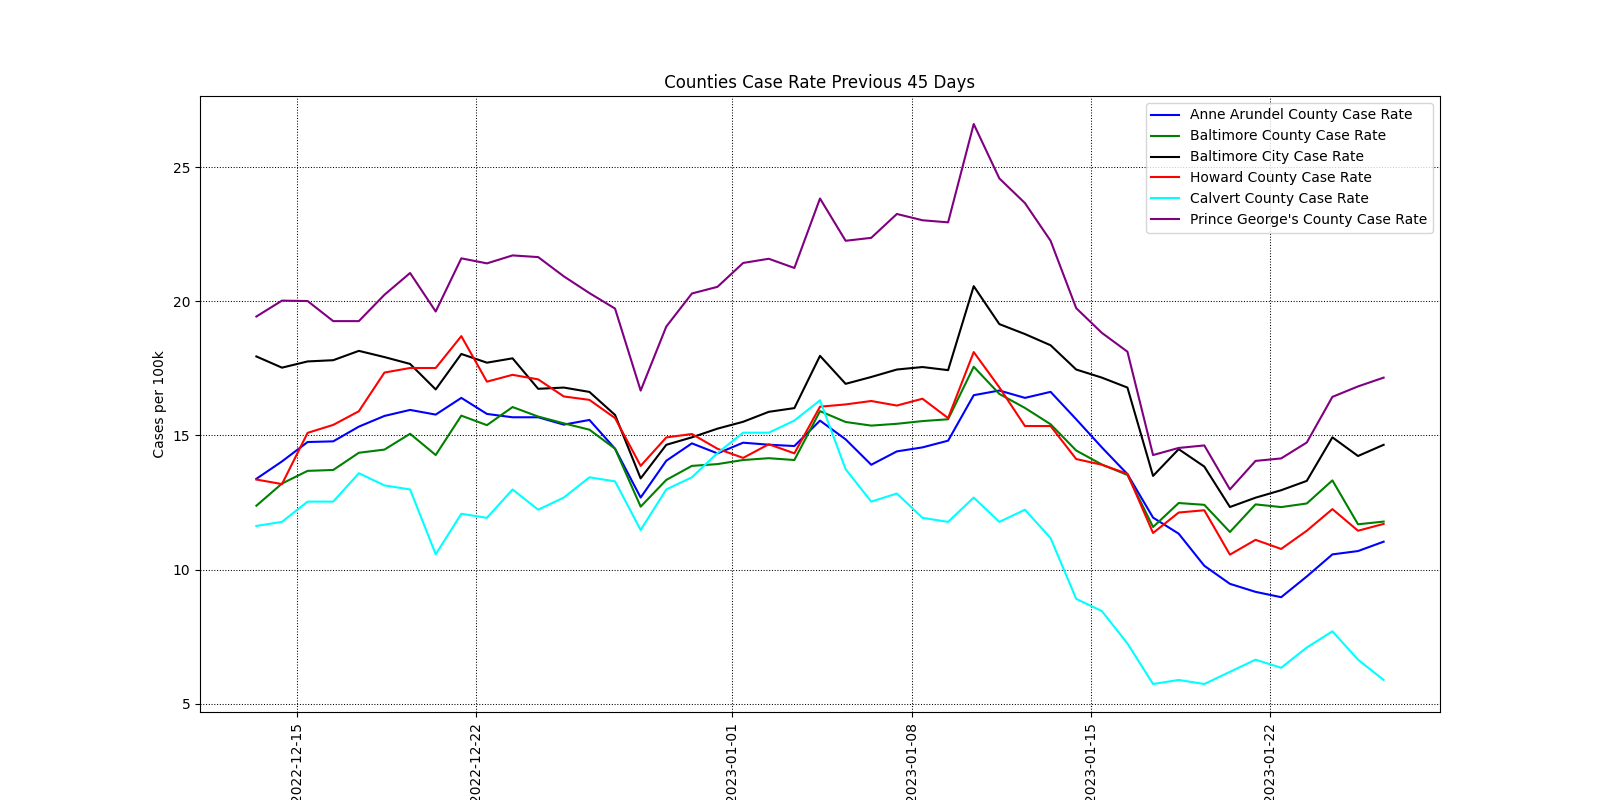 Counties Case Rate Previous 45 Days
Anne Arundel County Case Rate
Baltimore County Case Rate
Baltimore City Case Rate
Howard County Case Rate
Calvert County Case Rate
Prince George's County Case Rate
Cases per 100k
25
20
15
10
5
2022-12-15
2022-12-22
2023-01-01
2023-01-08
2023-01-15
2023-01-22